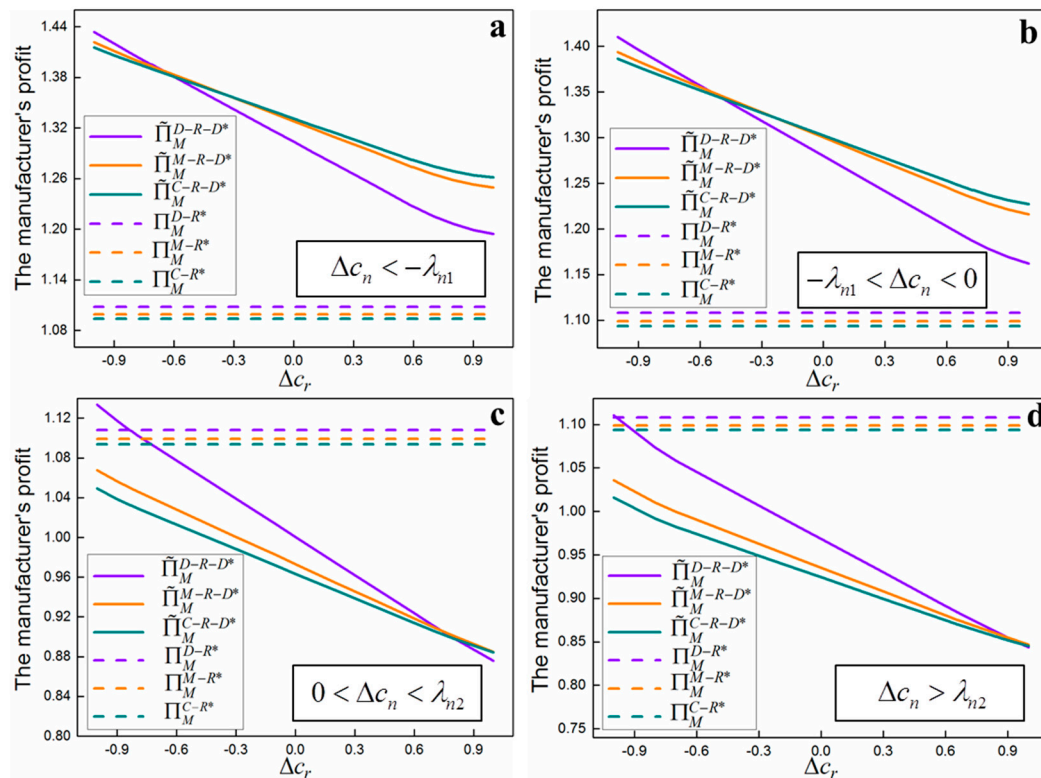 a
The manufacturer's profit
1.44
1.38
1.32
1.26
1.20
1.14
1.08
Π̃_M^{D-R-D*}
Π̃_M^{M-R-D*}
Π̃_M^{C-R-D*}
Π_M^{D-R*}
Π_M^{M-R*}
Π_M^{C-R*}
Δc_n < -λ_{n1}
-0.9 -0.6 -0.3 0.0 0.3 0.6 0.9
Δc_r
b
The manufacturer's profit
1.40
1.35
1.30
1.25
1.20
1.15
1.10
Π̃_M^{D-R-D*}
Π̃_M^{M-R-D*}
Π̃_M^{C-R-D*}
Π_M^{D-R*}
Π_M^{M-R*}
Π_M^{C-R*}
-λ_{n1} < Δc_n < 0
-0.9 -0.6 -0.3 0.0 0.3 0.6 0.9
Δc_r
c
The manufacturer's profit
1.12
1.08
1.04
1.00
0.96
0.92
0.88
0.84
0.80
Π̃_M^{D-R-D*}
Π̃_M^{M-R-D*}
Π̃_M^{C-R-D*}
Π_M^{D-R*}
Π_M^{M-R*}
Π_M^{C-R*}
0 < Δc_n < λ_{n2}
-0.9 -0.6 -0.3 0.0 0.3 0.6 0.9
Δc_r
d
The manufacturer's profit
1.10
1.05
1.00
0.95
0.90
0.85
0.80
0.75
Π̃_M^{D-R-D*}
Π̃_M^{M-R-D*}
Π̃_M^{C-R-D*}
Π_M^{D-R*}
Π_M^{M-R*}
Π_M^{C-R*}
Δc_n > λ_{n2}
-0.9 -0.6 -0.3 0.0 0.3 0.6 0.9
Δc_r